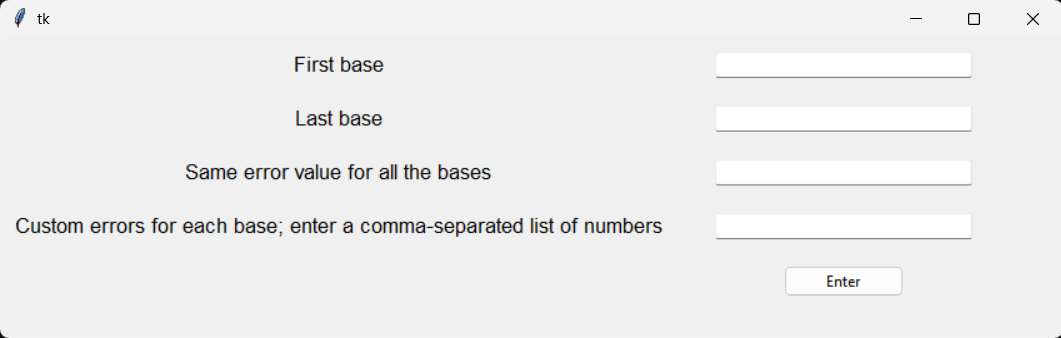 tk
First base
Last base
Same error value for all the bases
Custom errors for each base; enter a comma-separated list of numbers
Enter